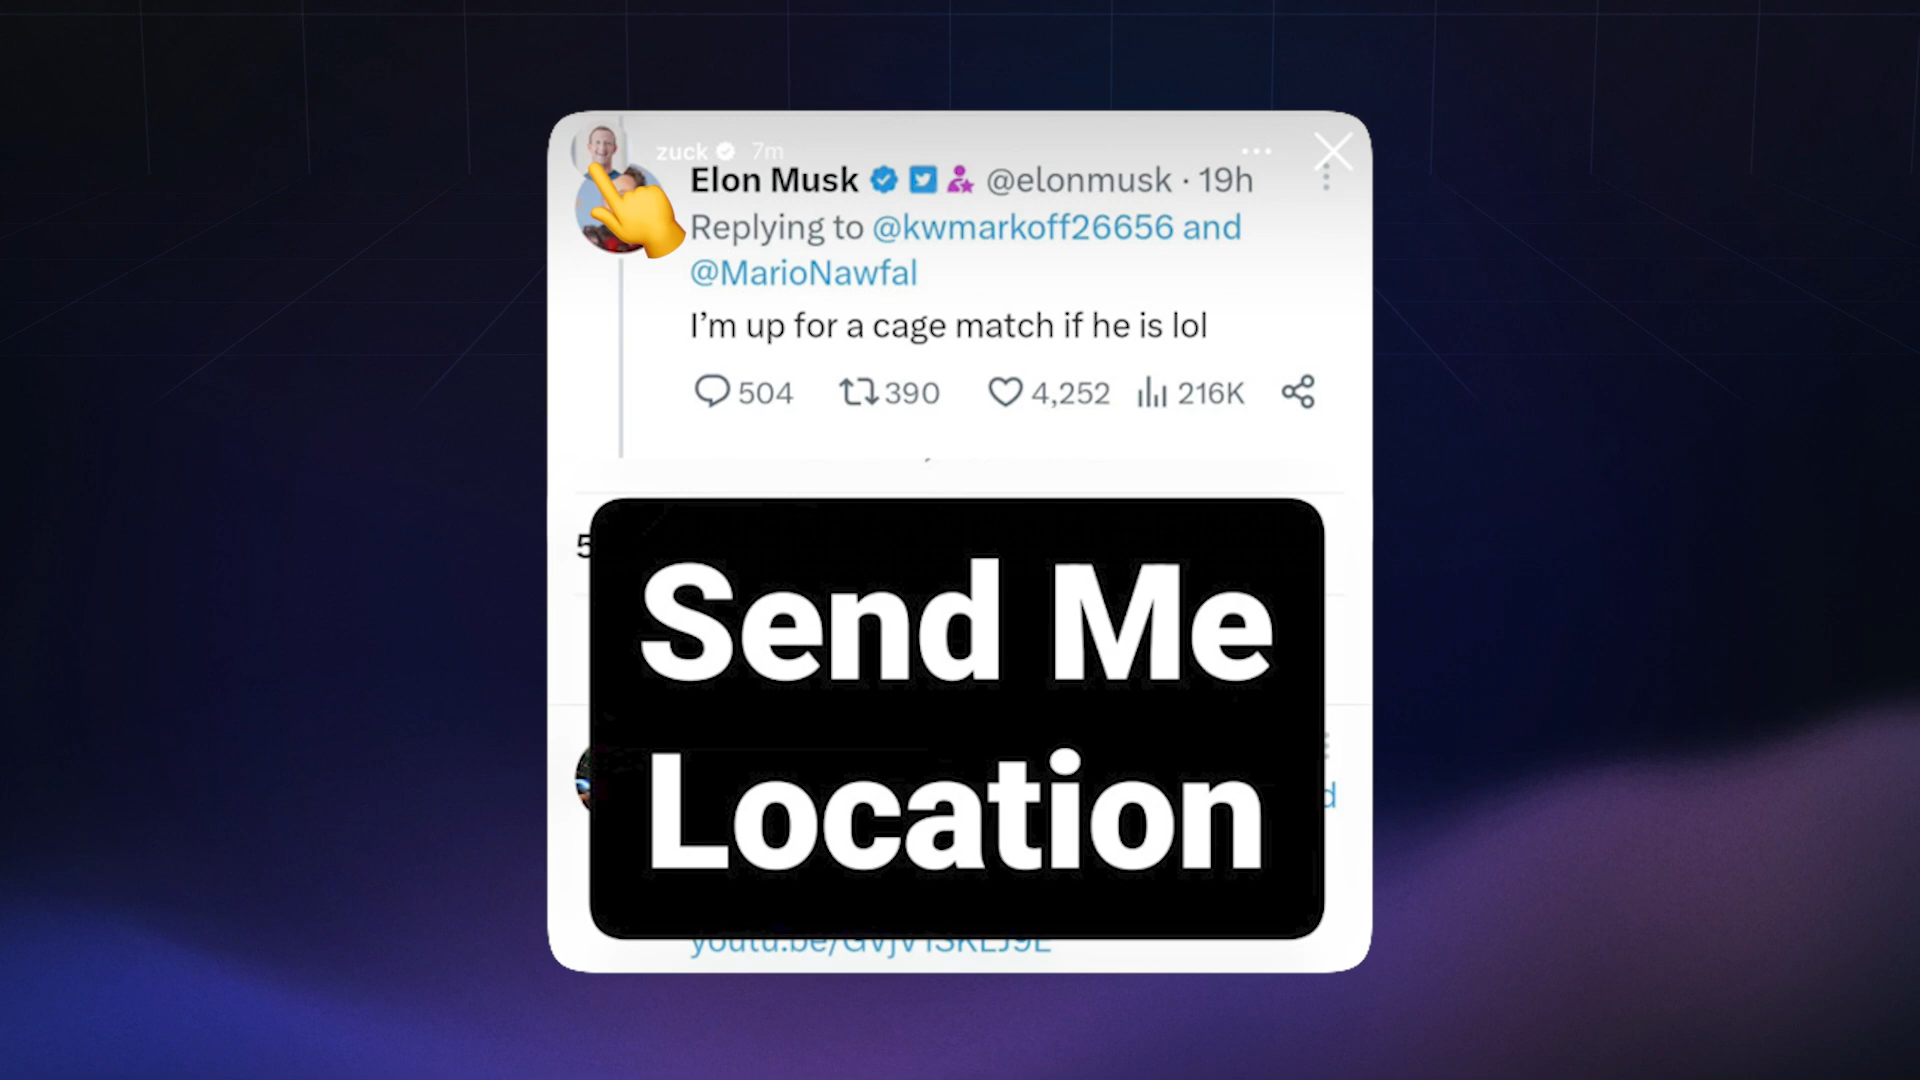 zuck 7m
Elon Musk @elonmusk · 19h
Replying to @kwmarkoff26656 and
@MarioNawfal
I'm up for a cage match if he is lol
504 390 4,252 216K
5
Send Me
Location
d